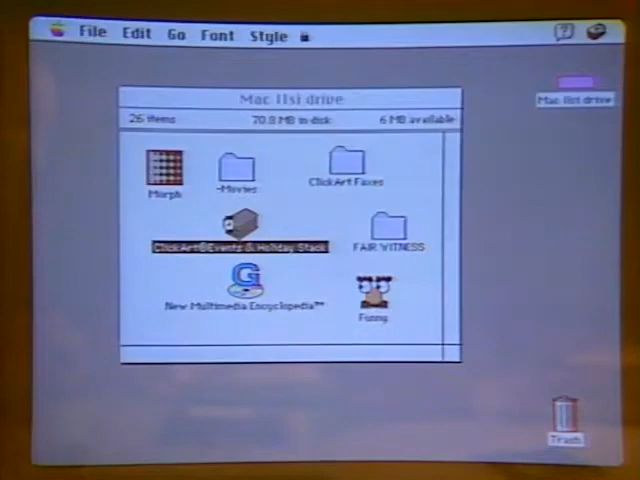 File Edit Go Font Style
Mac IIsi drive
26 items 70.8 MB in disk 6 MB available
Mac IIsi drive
Morph
~Movies
ClickArt Faxes
ClickArt®Events & Holiday Stack
FAIR WITNESS
New Multimedia Encyclopedia™
Funny
Trash